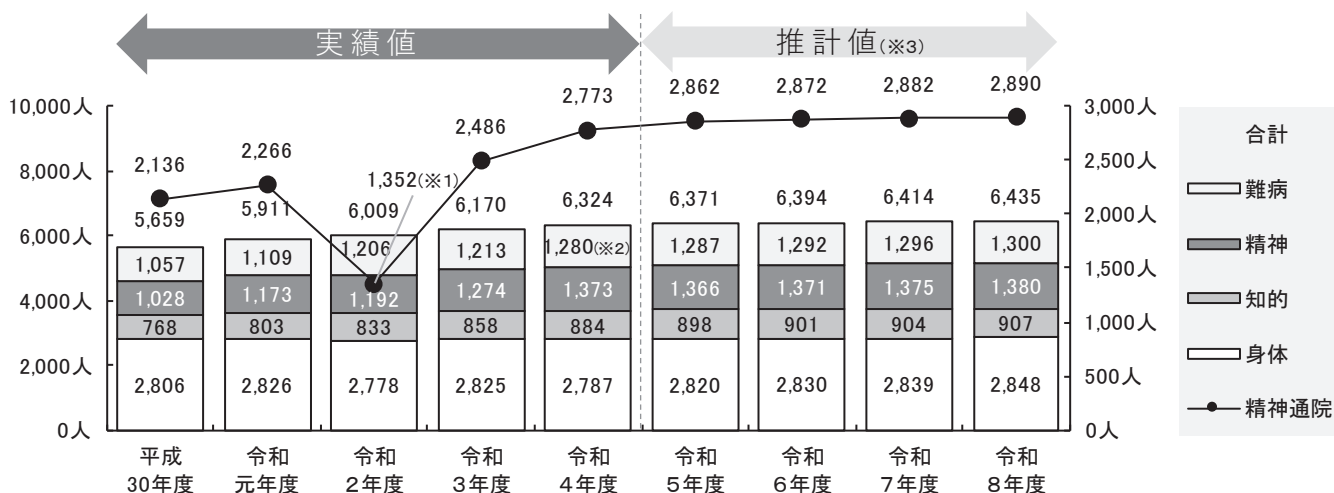 実績値 推計値(※3)
10,000人
8,000人
6,000人
4,000人
2,000人
0人
2,136 2,266 1,352(※1) 2,486 2,773 2,862 2,872 2,882 2,890
5,659 5,911 6,009 6,170 6,324 6,371 6,394 6,414 6,435
1,057 1,109 1,206 1,213 1,280(※2) 1,287 1,292 1,296 1,300
1,028 1,173 1,192 1,274 1,373 1,366 1,371 1,375 1,380
768 803 833 858 884 898 901 904 907
2,806 2,826 2,778 2,825 2,787 2,820 2,830 2,839 2,848
平成 令和 令和 令和 令和 令和 令和 令和 令和
30年度 元年度 2年度 3年度 4年度 5年度 6年度 7年度 8年度
3,000人
2,500人
2,000人
1,500人
1,000人
500人
0人
合計
難病
精神
知的
身体
精神通院